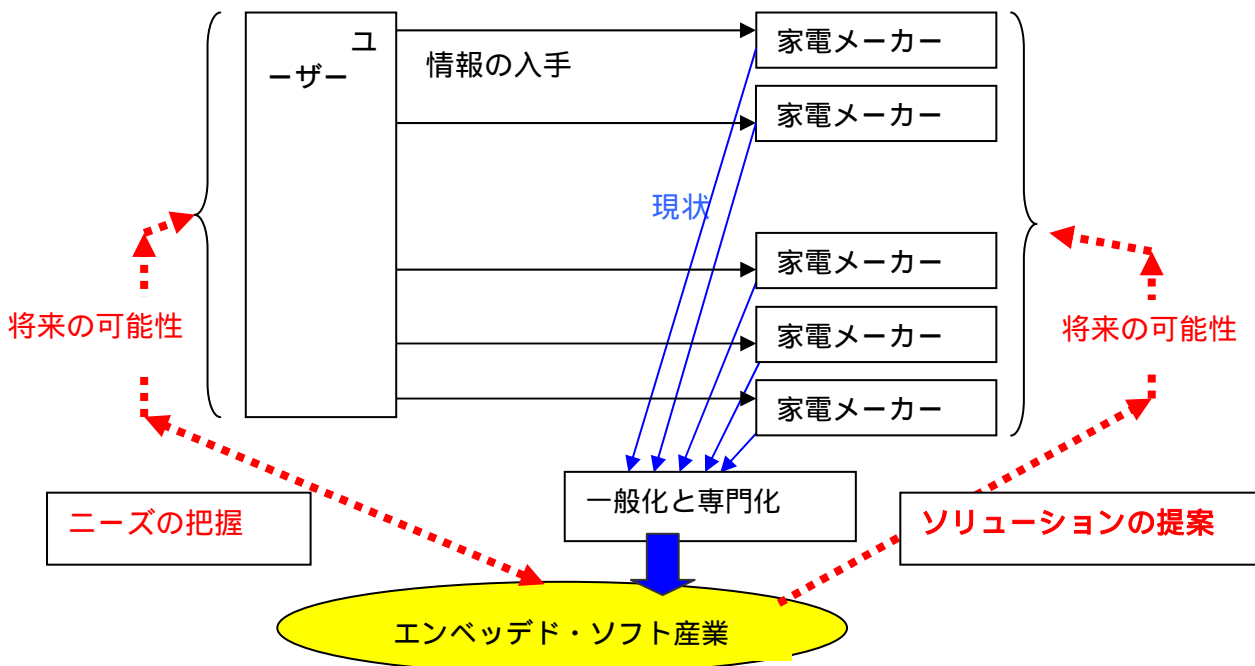 ユ
ーザー
情報の入手
家電メーカー
家電メーカー
現状
家電メーカー
家電メーカー
家電メーカー
将来の可能性
将来の可能性
一般化と専門化
ニーズの把握
ソリューションの提案
エンベッデド・ソフト産業